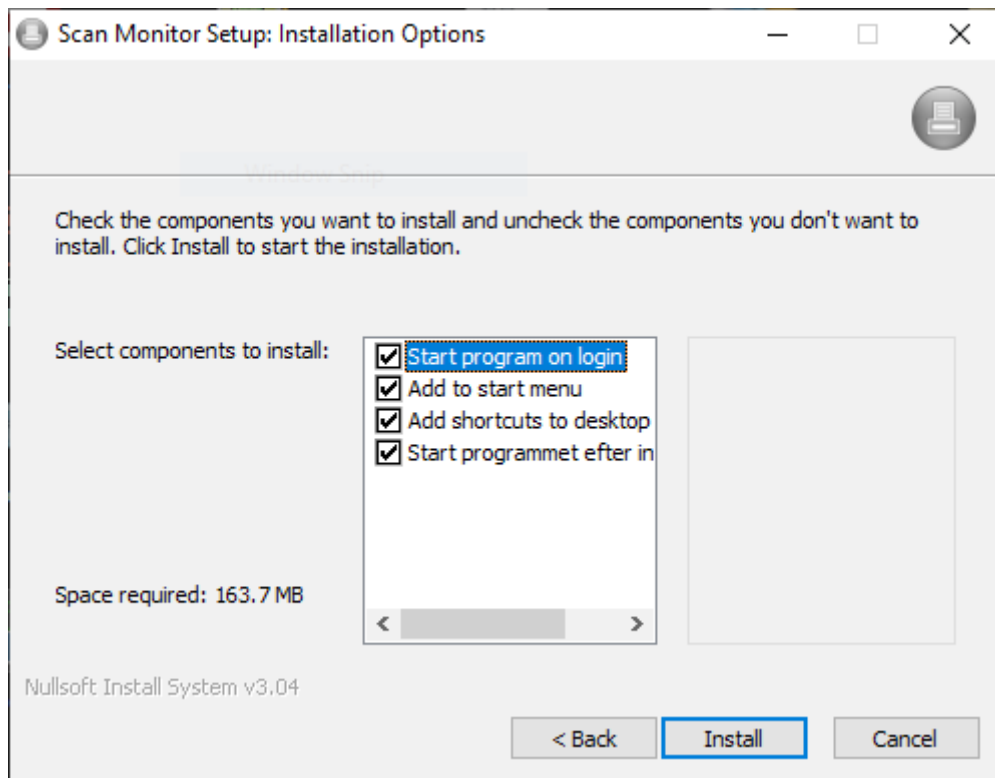 Scan Monitor Setup: Installation Options
Window Snip
Check the components you want to install and uncheck the components you don't want to
install. Click Install to start the installation.
Select components to install:
Start program on login
Add to start menu
Add shortcuts to desktop
Start programmet efter in
Space required: 163.7 MB
Nullsoft Install System v3.04
< Back
Install
Cancel